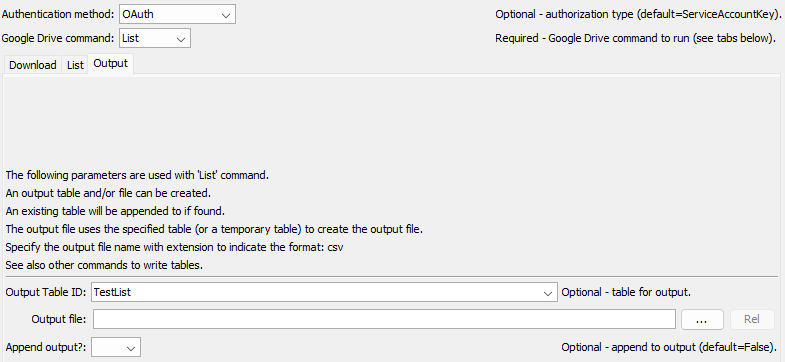 Authentication method: OAuth Optional - authorization type (default=ServiceAccountKey).
Google Drive command: List Required - Google Drive command to run (see tabs below).
Download List Output
The following parameters are used with 'List' command.
An output table and/or file can be created.
An existing table will be appended to if found.
The output file uses the specified table (or a temporary table) to create the output file.
Specify the output file name with extension to indicate the format: csv
See also other commands to write tables.
Output Table ID: TestList Optional - table for output.
Output file: ... Rel
Append output?: Optional - append to output (default=False).